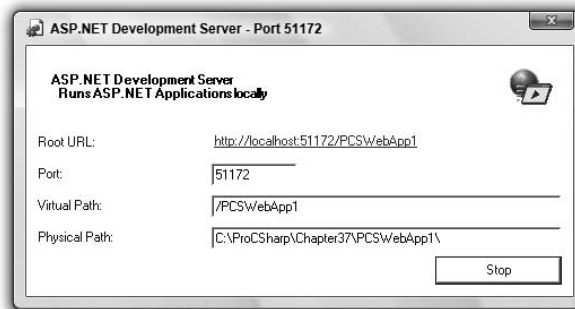 ASP.NET Development Server - Port 51172
ASP.NET Development Server
Runs ASP.NET Applications locally
Root URL: http://localhost:51172/PCSWebApp1
Port: 51172
Virtual Path: /PCSWebApp1
Physical Path: C:\ProCSharp\Chapter37\PCSWebApp1\
Stop